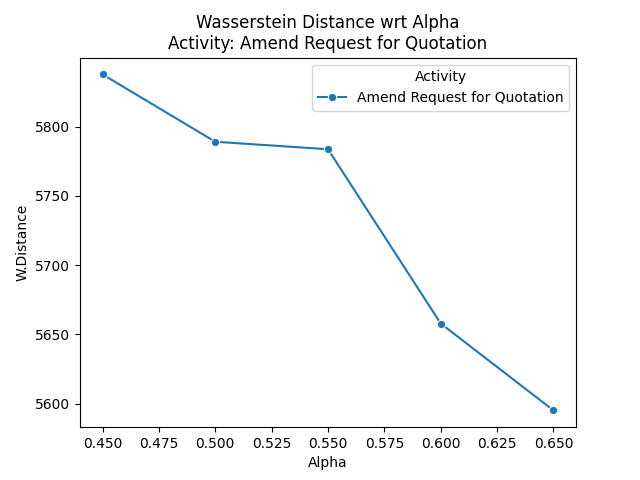 Wasserstein Distance wrt Alpha
Activity: Amend Request for Quotation
Activity
Amend Request for Quotation
5800
5750
5700
5650
5600
W.Distance
0.450 0.475 0.500 0.525 0.550 0.575 0.600 0.625 0.650
Alpha